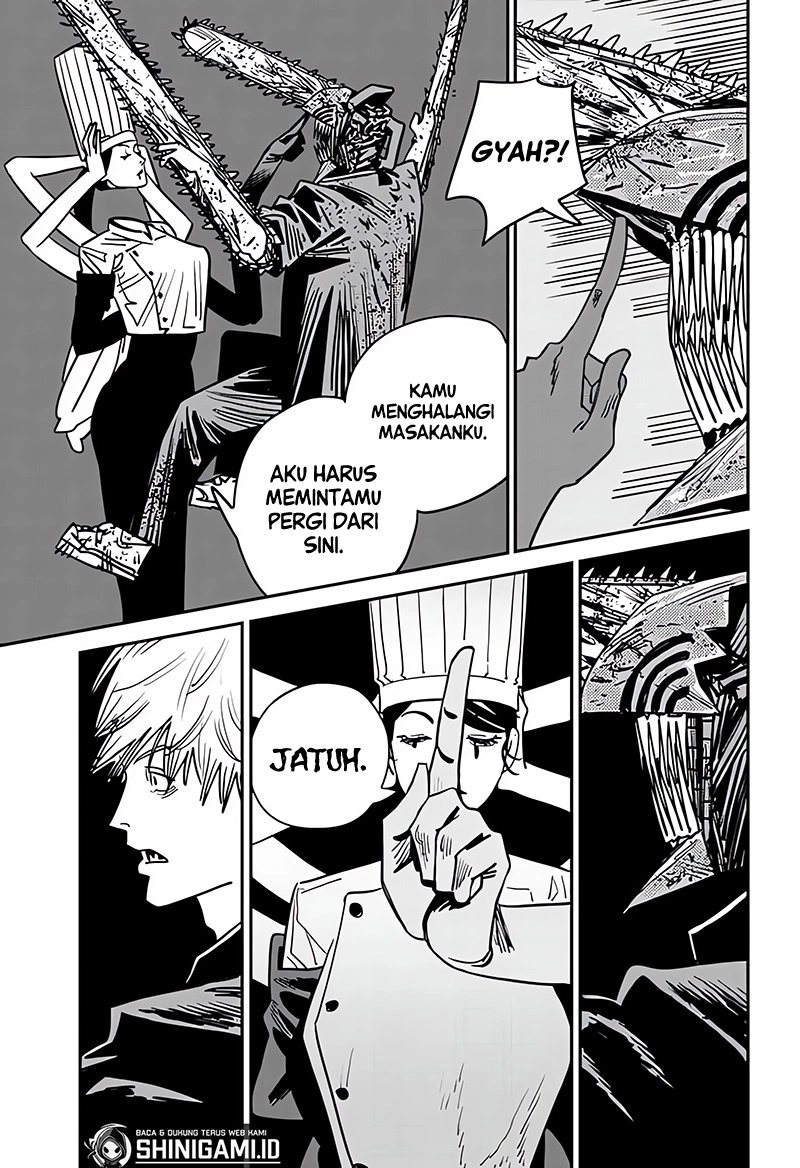 GYAH?!
KAMU
MENGHALANGI
MASAKANKU.
AKU HARUS
MEMINTAMU
PERGI DARI
SINI.
JATUH.
BACA & DUKUNG TERUS WEB KAMI
SHINIGAMI.ID